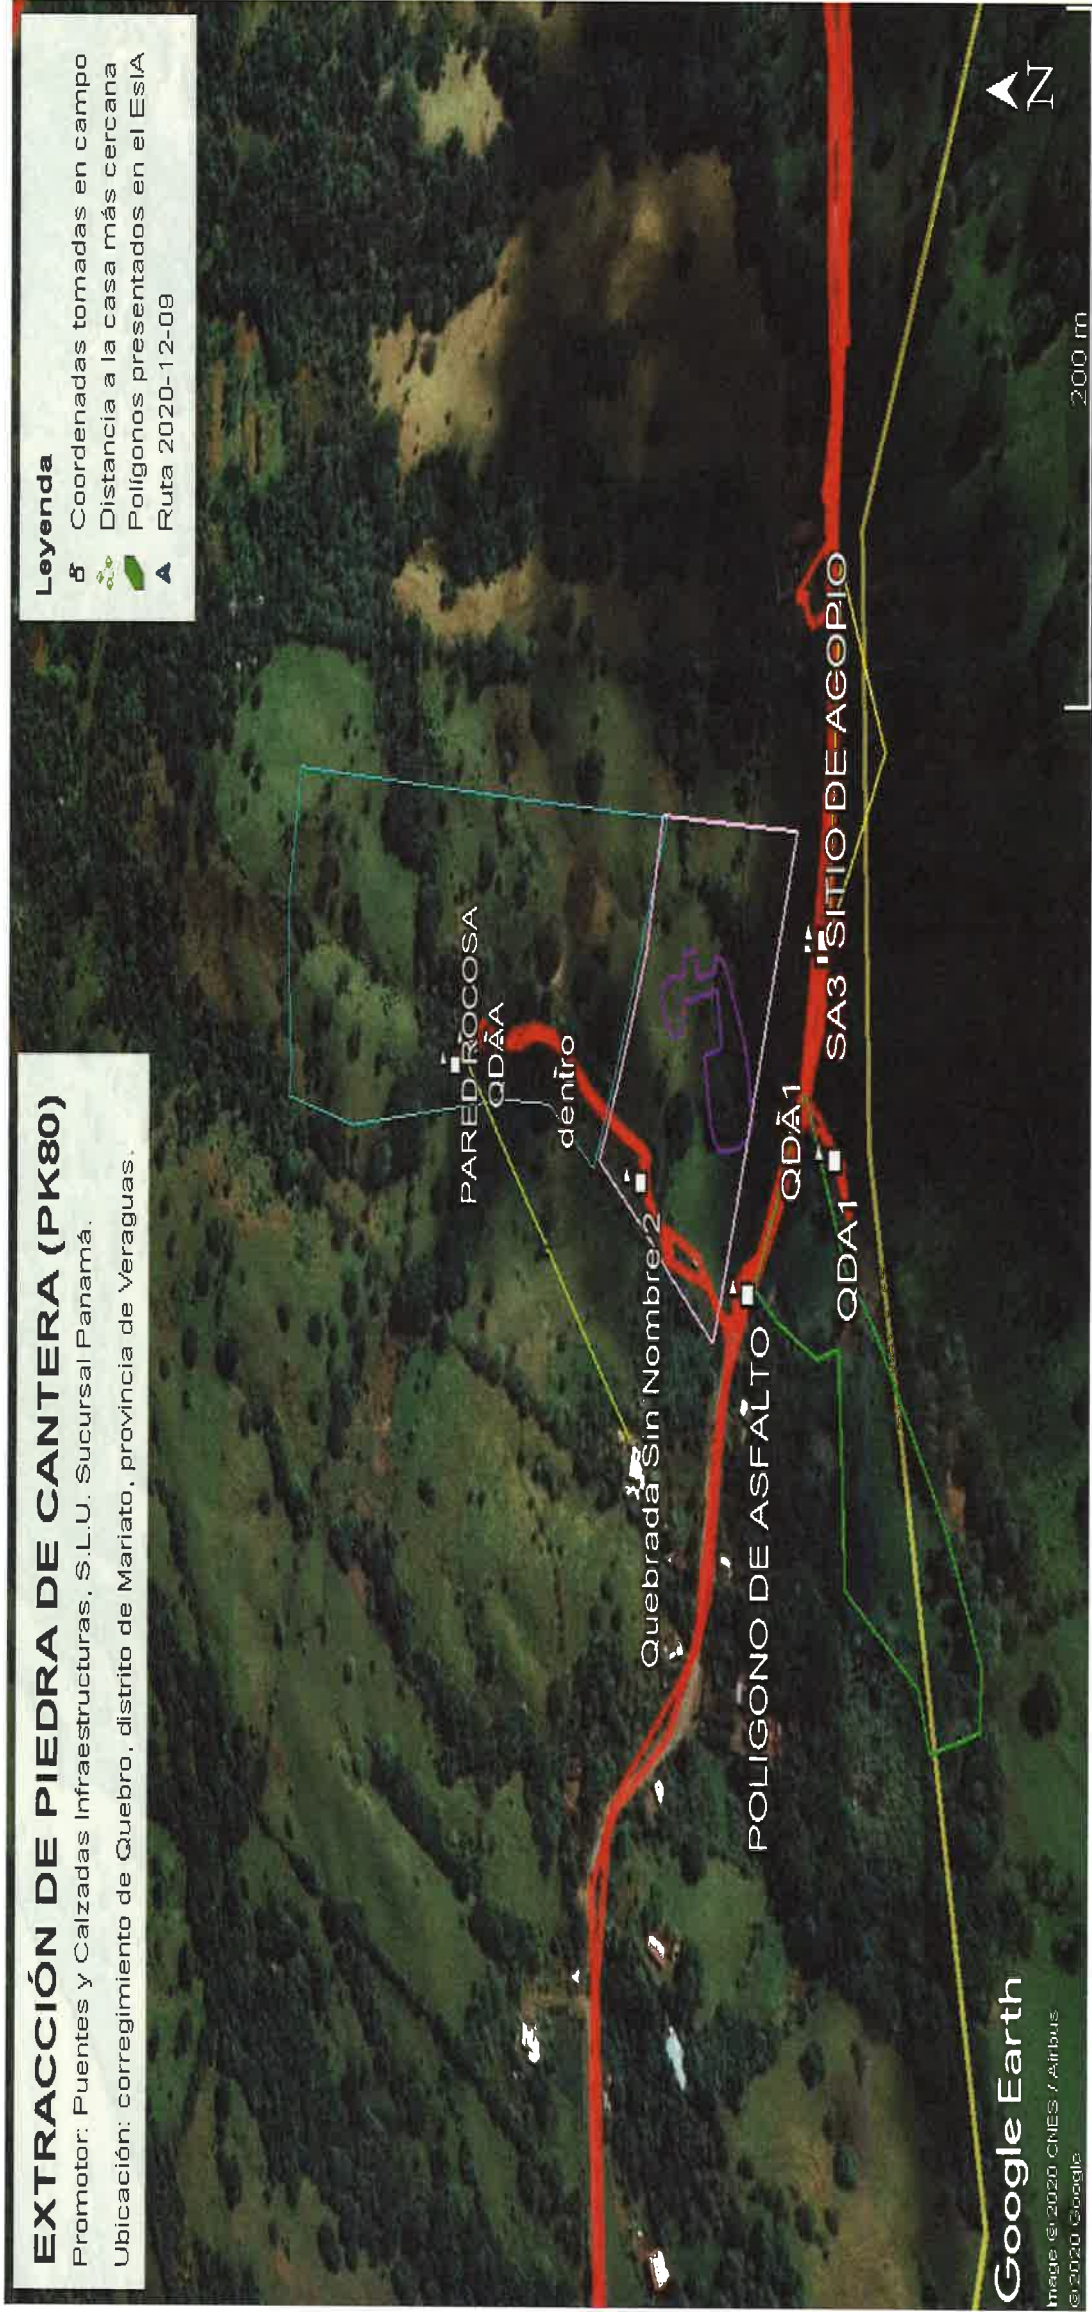 EXTRACCIÓN DE PIEDRA DE CANTERA (PK80)
Promotor: Puentes y Calzadas Infraestructuras, S.L.U. Sucursal Panamá.
Ubicación: corregimiento de Quebro, distrito de Mariato, provincia de Veraguas.
Leyenda
Coordenadas tomadas en campo
Distancia a la casa más cercana
Polígonos presentados en el EsIA
Ruta 2020-12-09
PARED ROCOSA
QDÃA
dentro
Quebrada Sin Nombre 2
POLIGONO DE ASFALTO
QDÃ1
QDA1
SA3
SITIO DE ACOPIO
N
Google Earth
Image © 2020 CNES / Airbus
© 2020 Google
200 m